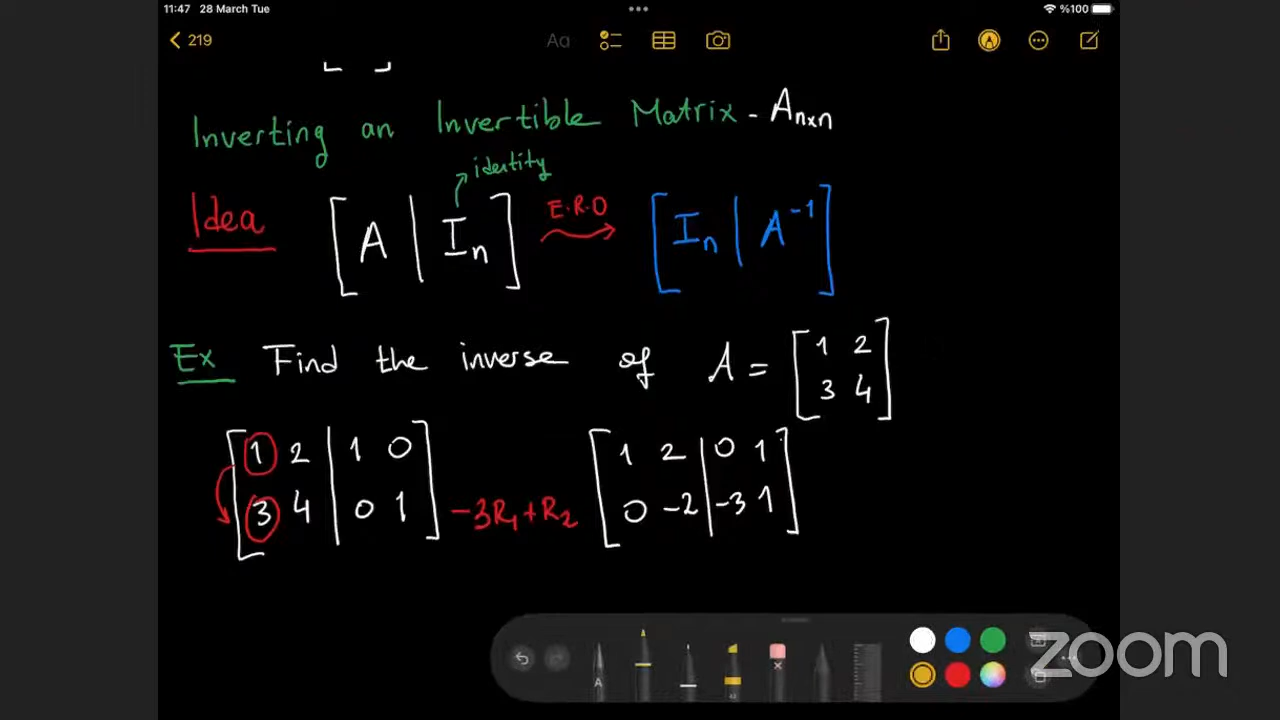 11:47 28 March Tue %100
219 Aa
Inverting an Invertible Matrix - Anxn
identity
Idea [ A | In ] E.R.O [ In | A⁻¹ ]
Ex Find the inverse of A = [ 1 2
3 4 ]
[ 1 2 | 1 0 [ 1 2 | 0 1
3 4 | 0 1 ] -3R₁+R₂ 0 -2 | -3 1 ]
A
zoom